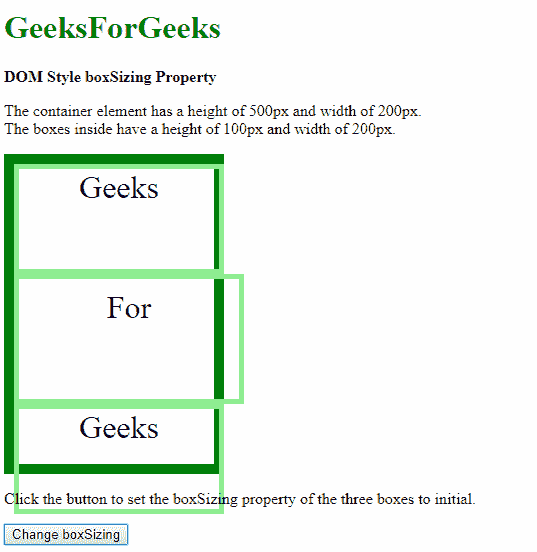 GeeksForGeeks
DOM Style boxSizing Property
The container element has a height of 500px and width of 200px.
The boxes inside have a height of 100px and width of 200px.
Geeks
For
Geeks
Click the button to set the boxSizing property of the three boxes to initial.
Change boxSizing